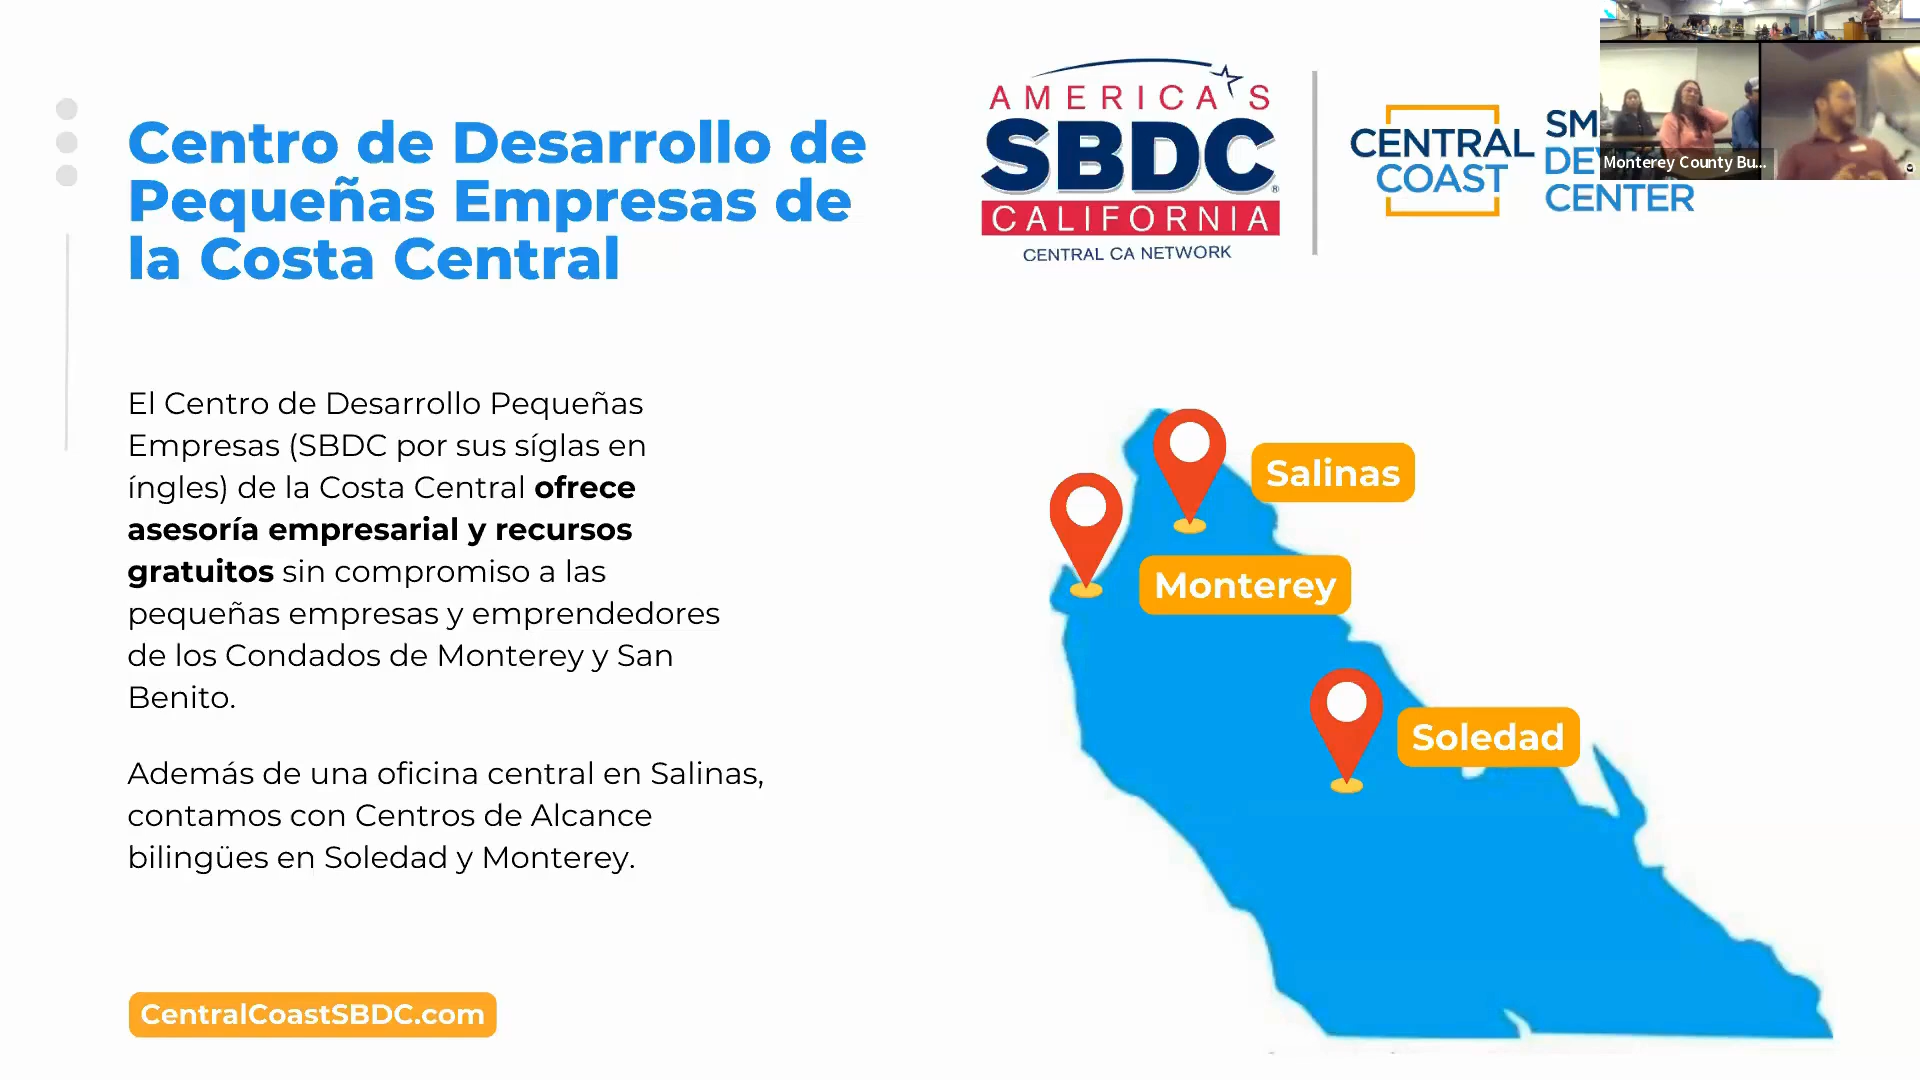 Centro de Desarrollo de
Pequeñas Empresas de
la Costa Central
AMERICA'S
SBDC
CALIFORNIA
CENTRAL CA NETWORK
CENTRAL
COAST
SM
DE
CENTER
Monterey County Bu...
El Centro de Desarrollo Pequeñas
Empresas (SBDC por sus síglas en
íngles) de la Costa Central ofrece
asesoría empresarial y recursos
gratuitos sin compromiso a las
pequeñas empresas y emprendedores
de los Condados de Monterey y San
Benito.
Además de una oficina central en Salinas,
contamos con Centros de Alcance
bilingües en Soledad y Monterey.
Salinas
Monterey
Soledad
CentralCoastSBDC.com